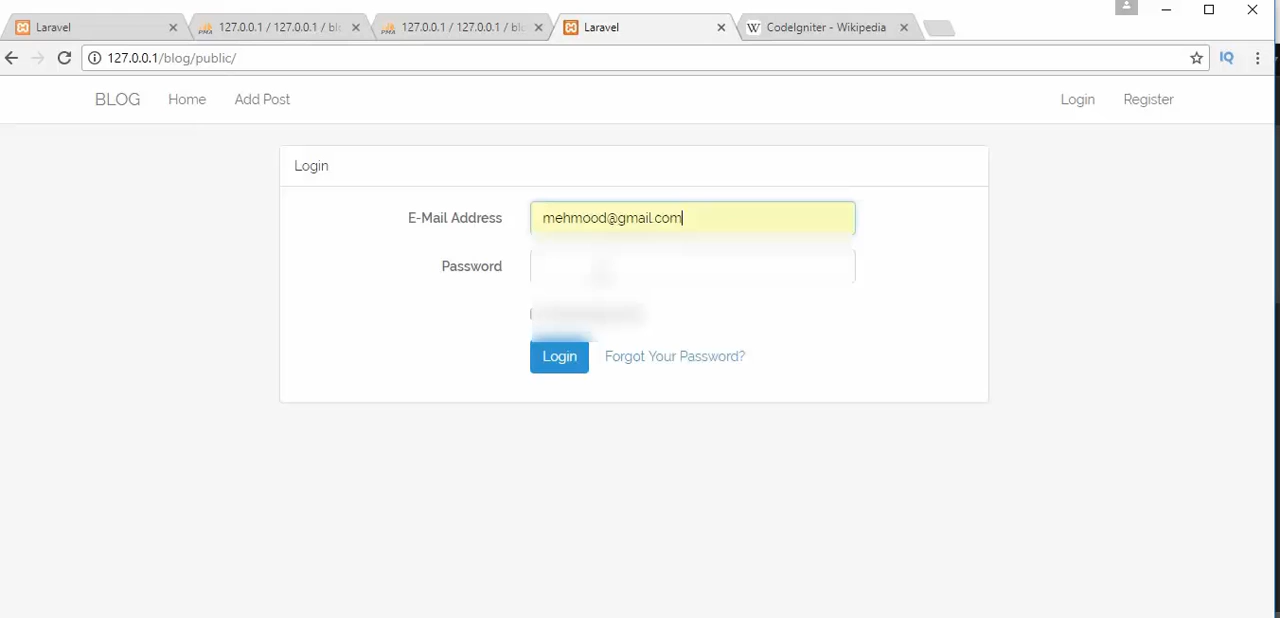 Laravel
127.0.0.1 / 127.0.0.1 / blo
127.0.0.1 / 127.0.0.1 / blo
Laravel
CodeIgniter - Wikipedia
127.0.0.1/blog/public/
IQ
BLOG Home Add Post Login Register
Login
E-Mail Address mehmood@gmail.com
Password
Login Forgot Your Password?